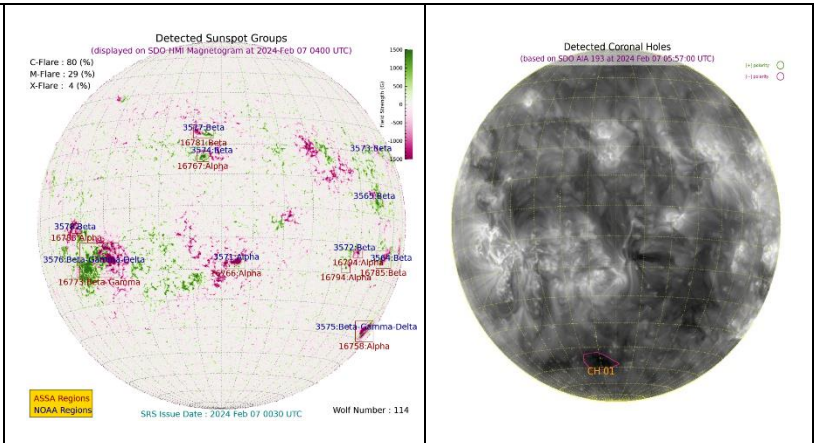 Detected Sunspot Groups
(displayed on SDO HMI Magnetogram at 2024 Feb 07 0400 UTC)
C-Flare : 80 (%)
M-Flare : 29 (%)
X-Flare : 4 (%)
1500
1000
500
0
-500
-1000
-1500
Field Strength (G)
3577:Beta
16781:Beta
3574:Beta
16767:Alpha
3573:Beta
3565:Beta
3578:Beta
3576:Beta-Gamma-Delta
16773:Beta-Gamma
3571:Alpha
16766:Alpha
3572:Beta
16794:Alpha
16794:Alpha
3564:Beta
16785:Beta
3575:Beta-Gamma-Delta
16758:Alpha
ASSA Regions
NOAA Regions
SRS Issue Date : 2024 Feb 07 0030 UTC
Wolf Number : 114
Detected Coronal Holes
(based on SDO AIA 193 at 2024 Feb 07 05:57:00 UTC)
(+) polarity
(-) polarity
CH 01